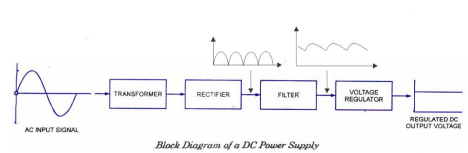 TRANSFORMER
RECTIFIER
FILTER
VOLTAGE
REGULATOR
AC INPUT SIGNAL
REGULATED DC
OUTPUT VOLTAGE
Block Diagram of a DC Power Supply